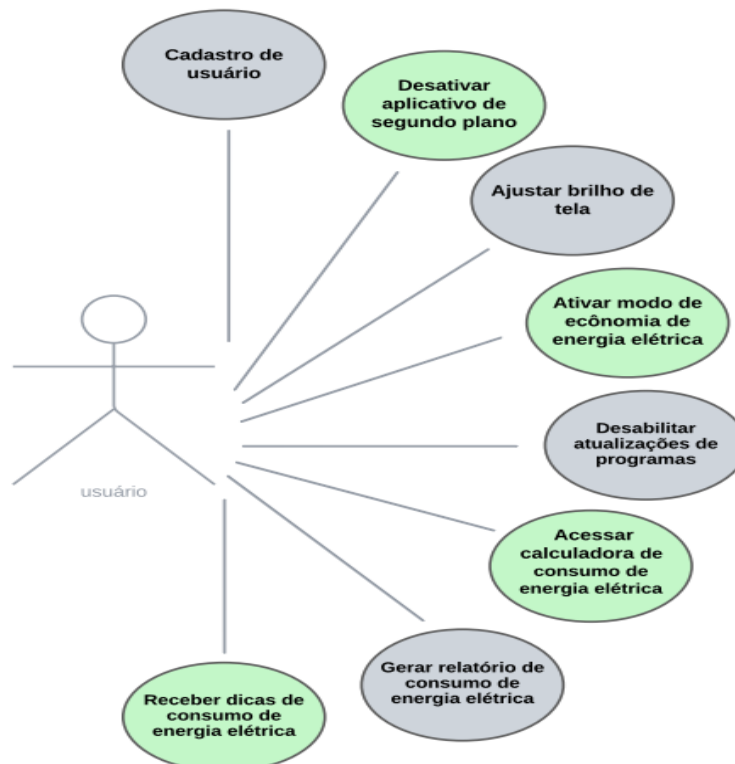 Cadastro de
usuário
Desativar
aplicativo de
segundo plano
Ajustar brilho de
tela
Ativar modo de
ecônomia de
energia elétrica
Desabilitar
atualizações de
programas
usuário
Acessar
calculadora de
consumo de
energia elétrica
Gerar relatório de
consumo de
energia elétrica
Receber dicas de
consumo de
energia elétrica